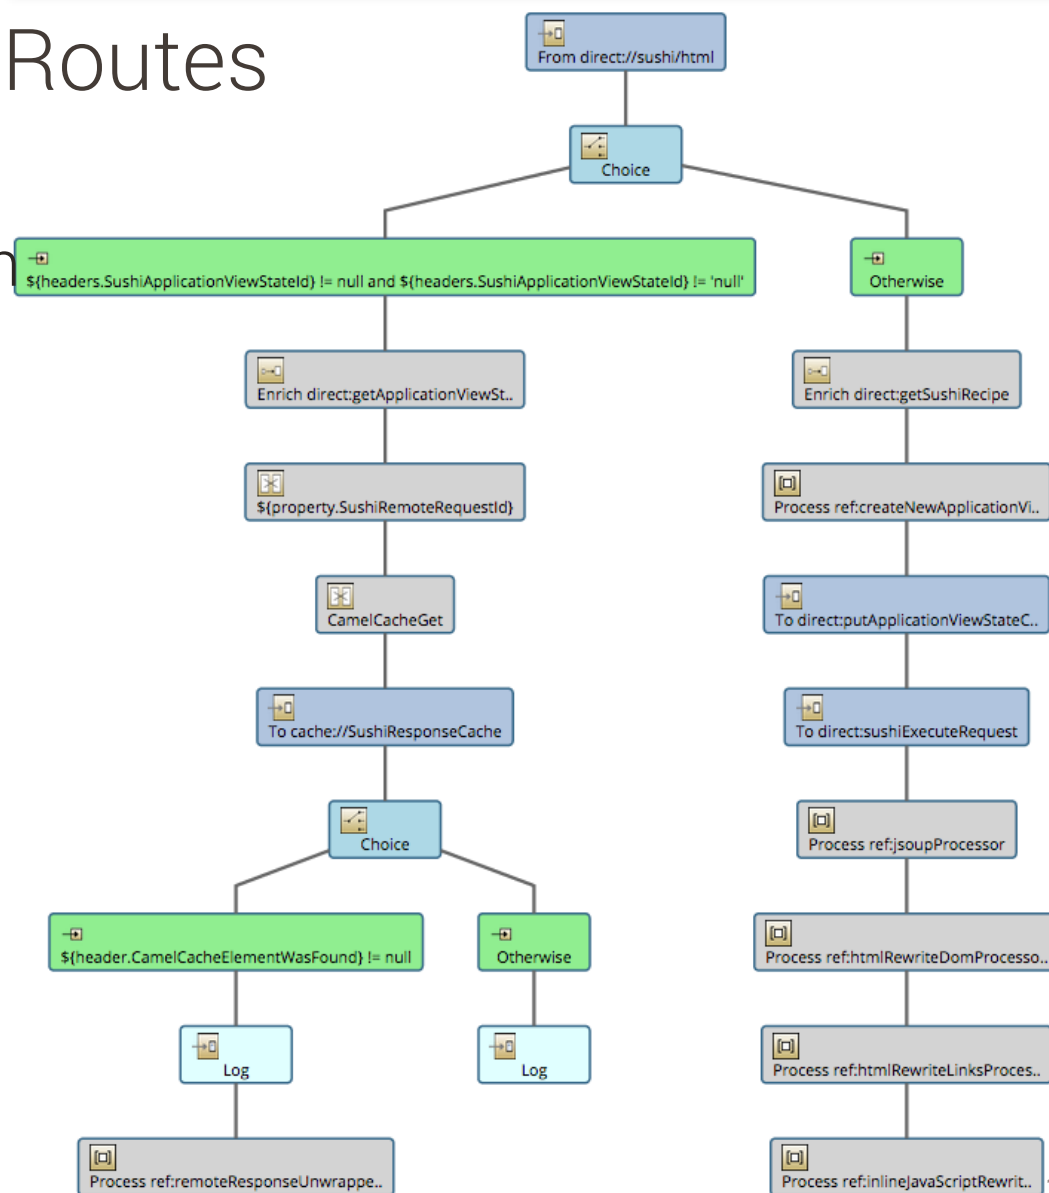 Routes
From direct://sushi/html
Choice
n
${headers.SushiApplicationViewStateId} != null and ${headers.SushiApplicationViewStateId} != 'null'
Otherwise
Enrich direct:getApplicationViewSt..
Enrich direct:getSushiRecipe
${property.SushiRemoteRequestId}
Process ref:createNewApplicationVi..
CamelCacheGet
To direct:putApplicationViewStateC..
To cache://SushiResponseCache
To direct:sushiExecuteRequest
Choice
Process ref:jsoupProcessor
${header.CamelCacheElementWasFound} != null
Otherwise
Process ref:htmlRewriteDomProcesso..
Log
Log
Process ref:htmlRewriteLinksProces..
Process ref:remoteResponseUnwrappe..
Process ref:inlineJavaScriptRewrit..